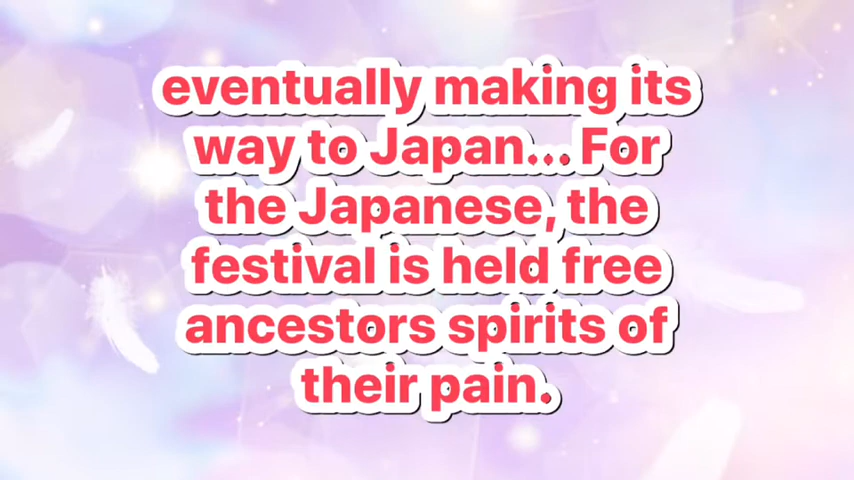 eventually making its
way to Japan... For
the Japanese, the
festival is held free
ancestors spirits of
their pain.